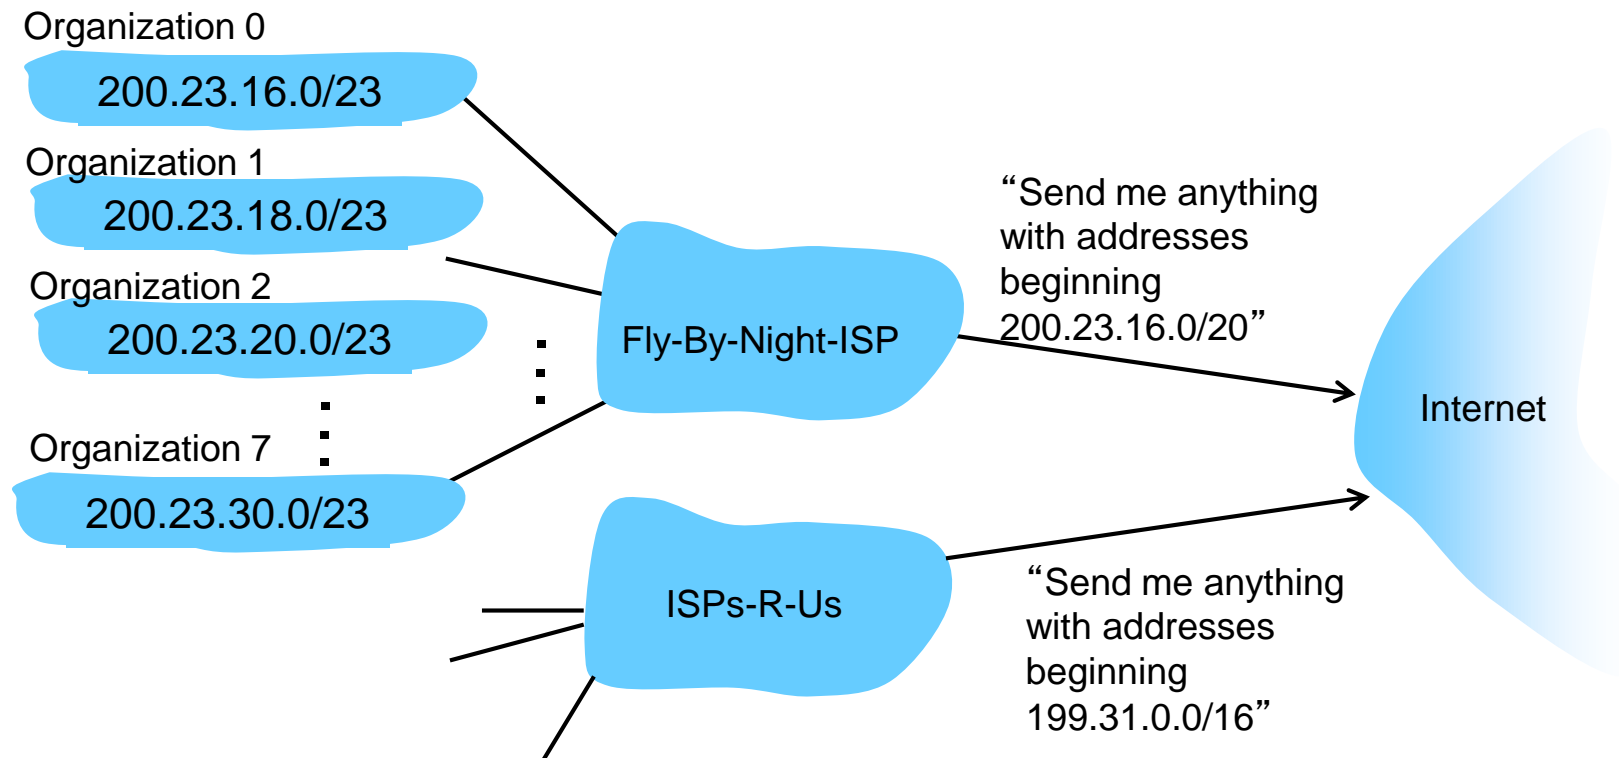 Organization 0
200.23.16.0/23
Organization 1
200.23.18.0/23
Organization 2
200.23.20.0/23
Organization 7
200.23.30.0/23
Fly-By-Night-ISP
“Send me anything
with addresses
beginning
200.23.16.0/20”
Internet
ISPs-R-Us
“Send me anything
with addresses
beginning
199.31.0.0/16”